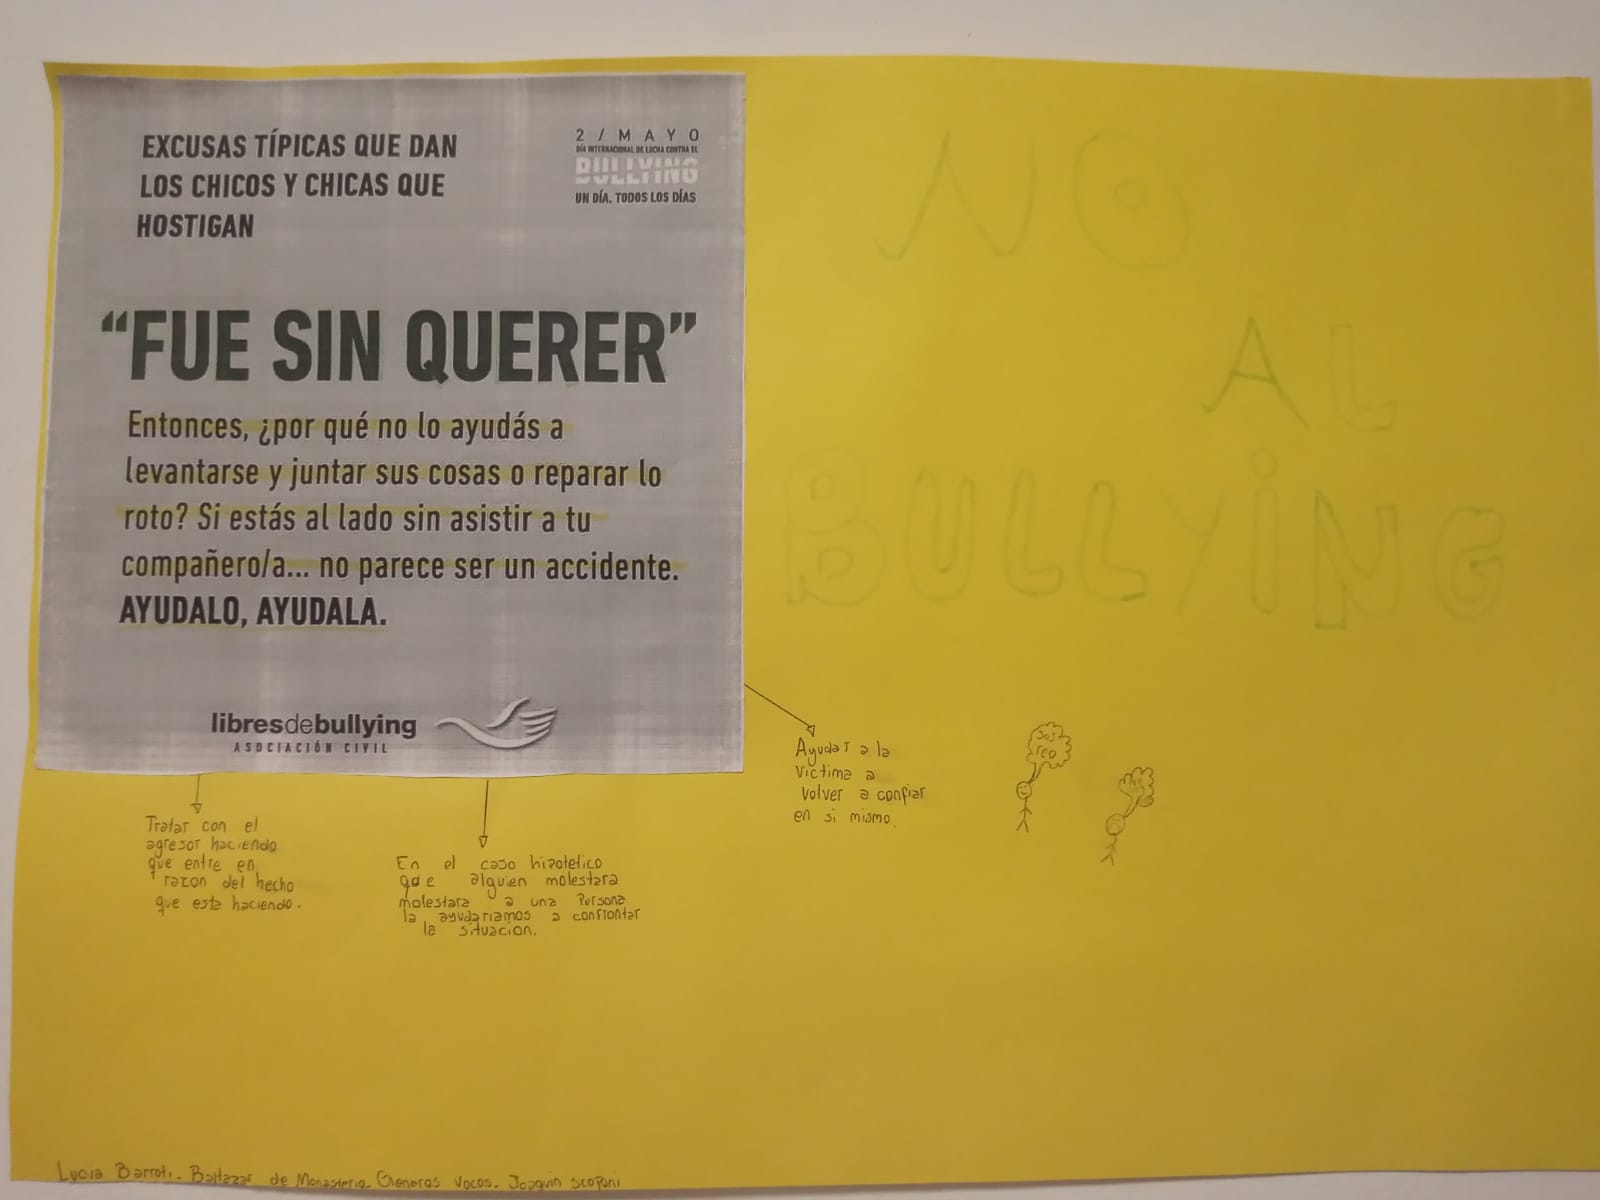 EXCUSAS TÍPICAS QUE DAN
LOS CHICOS Y CHICAS QUE
HOSTIGAN
2 / MAYO
DÍA INTERNACIONAL DE LUCHA CONTRA EL
BULLYING
UN DÍA, TODOS LOS DÍAS
“FUE SIN QUERER”
Entonces, ¿por qué no lo ayudás a
levantarse y juntar sus cosas o reparar lo
roto? Si estás al lado sin asistir a tu
compañero/a... no parece ser un accidente.
AYUDALO, AYUDALA.
libresdebullying
ASOCIACIÓN CIVIL
NO
AL
BULLYING
Tratar con el
agresor haciendo
que entre en
razon del hecho
que esta haciendo.
En el caso hipotetico
qde alguien molestara
molestara a una Persona
la ayudariamos a confrontar
la situacion.
Ayudar a la
victima a
volver a confiar
en si mismo.
Sos
feo
Lucia Barroti. Baltazar de Monasterio. Vocos. Joaquin Scoponi